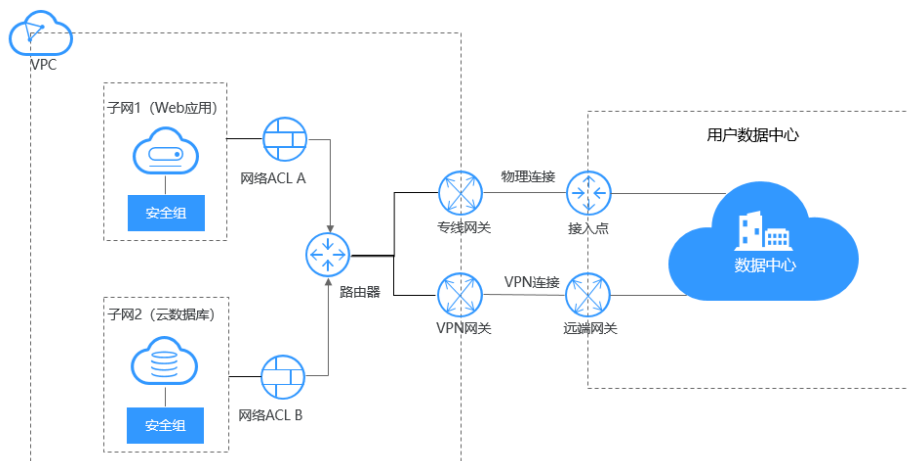 VPC
子网1（Web应用）
安全组
网络ACL A
路由器
子网2（云数据库）
安全组
网络ACL B
专线网关
物理连接
接入点
VPN网关
VPN连接
远端网关
用户数据中心
数据中心